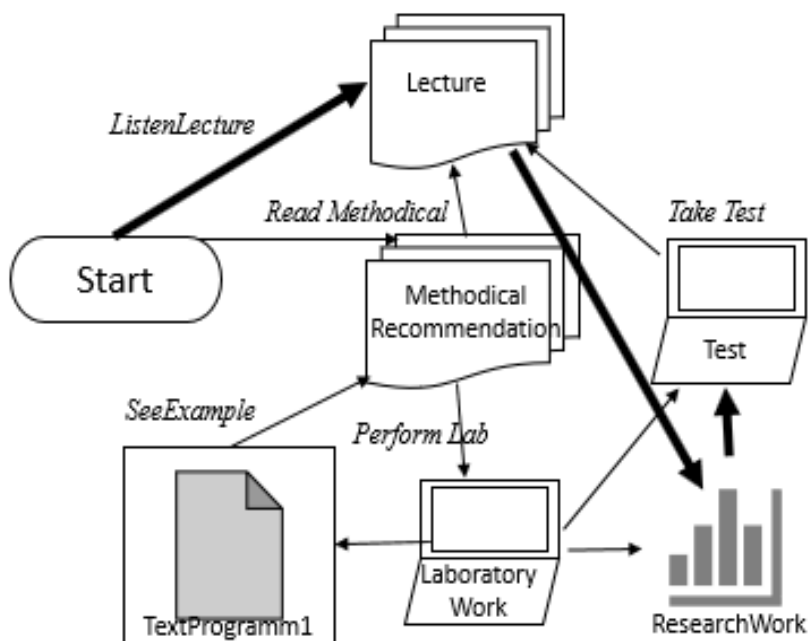 Lecture
ListenLecture
Read Methodical
Take Test
Start
Methodical
Recommendation
Test
SeeExample
Perform Lab
Laboratory
Work
TextProgramm1
ResearchWork